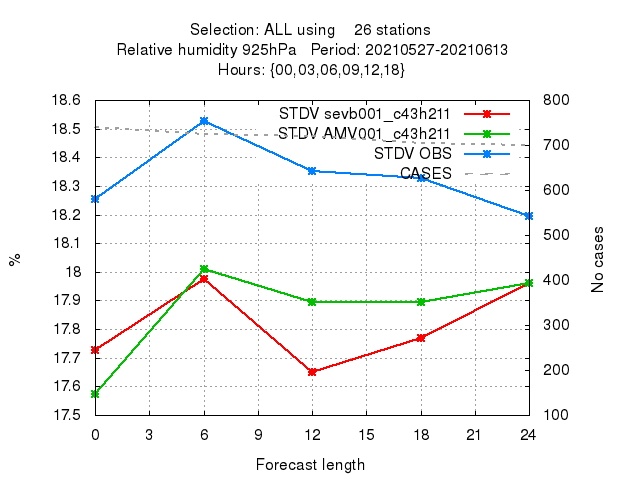 Selection: ALL using 26 stations
Relative humidity 925hPa Period: 20210527-20210613
Hours: {00,03,06,09,12,18}
STDV sevb001_c43h211
STDV AMV001_c43h211
STDV OBS
CASES
18.6
18.5
18.4
18.3
18.2
18.1
18
17.9
17.8
17.7
17.6
17.5
%
800
700
600
500
400
300
200
100
No cases
0 3 6 9 12 15 18 21 24
Forecast length